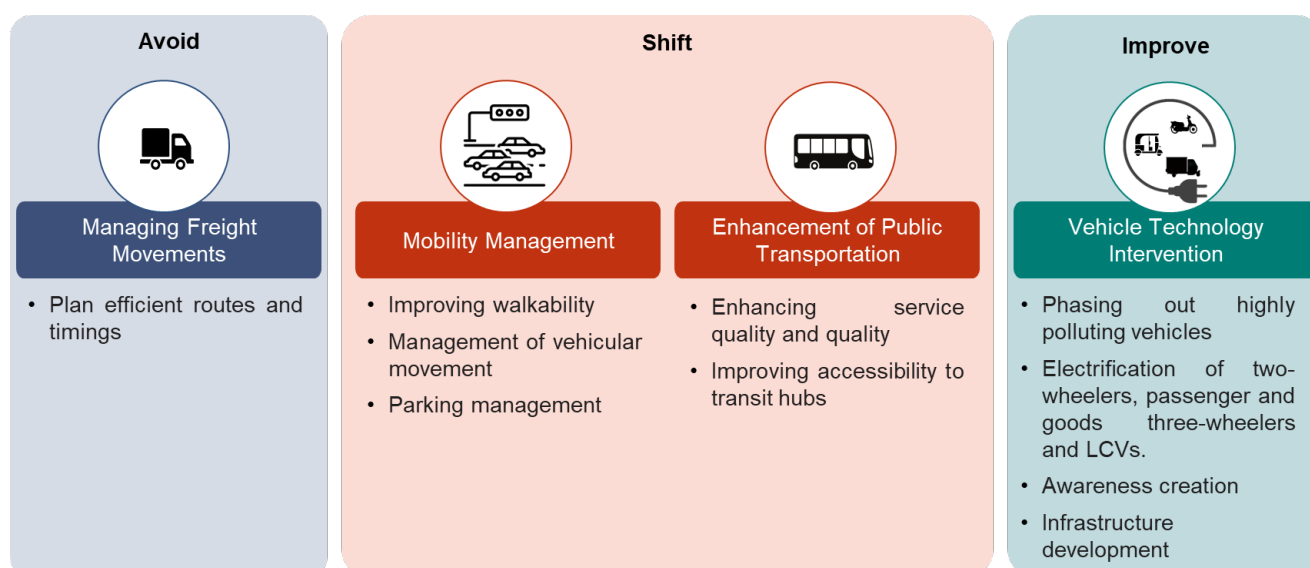 Avoid
Managing Freight
Movements
• Plan efficient routes and
timings
Shift
Mobility Management
• Improving walkability
• Management of vehicular
movement
• Parking management
Enhancement of Public
Transportation
• Enhancing service
quality and quality
• Improving accessibility to
transit hubs
Improve
Vehicle Technology
Intervention
• Phasing out highly
polluting vehicles
• Electrification of two-
wheelers, passenger and
goods three-wheelers
and LCVs.
• Awareness creation
• Infrastructure
development